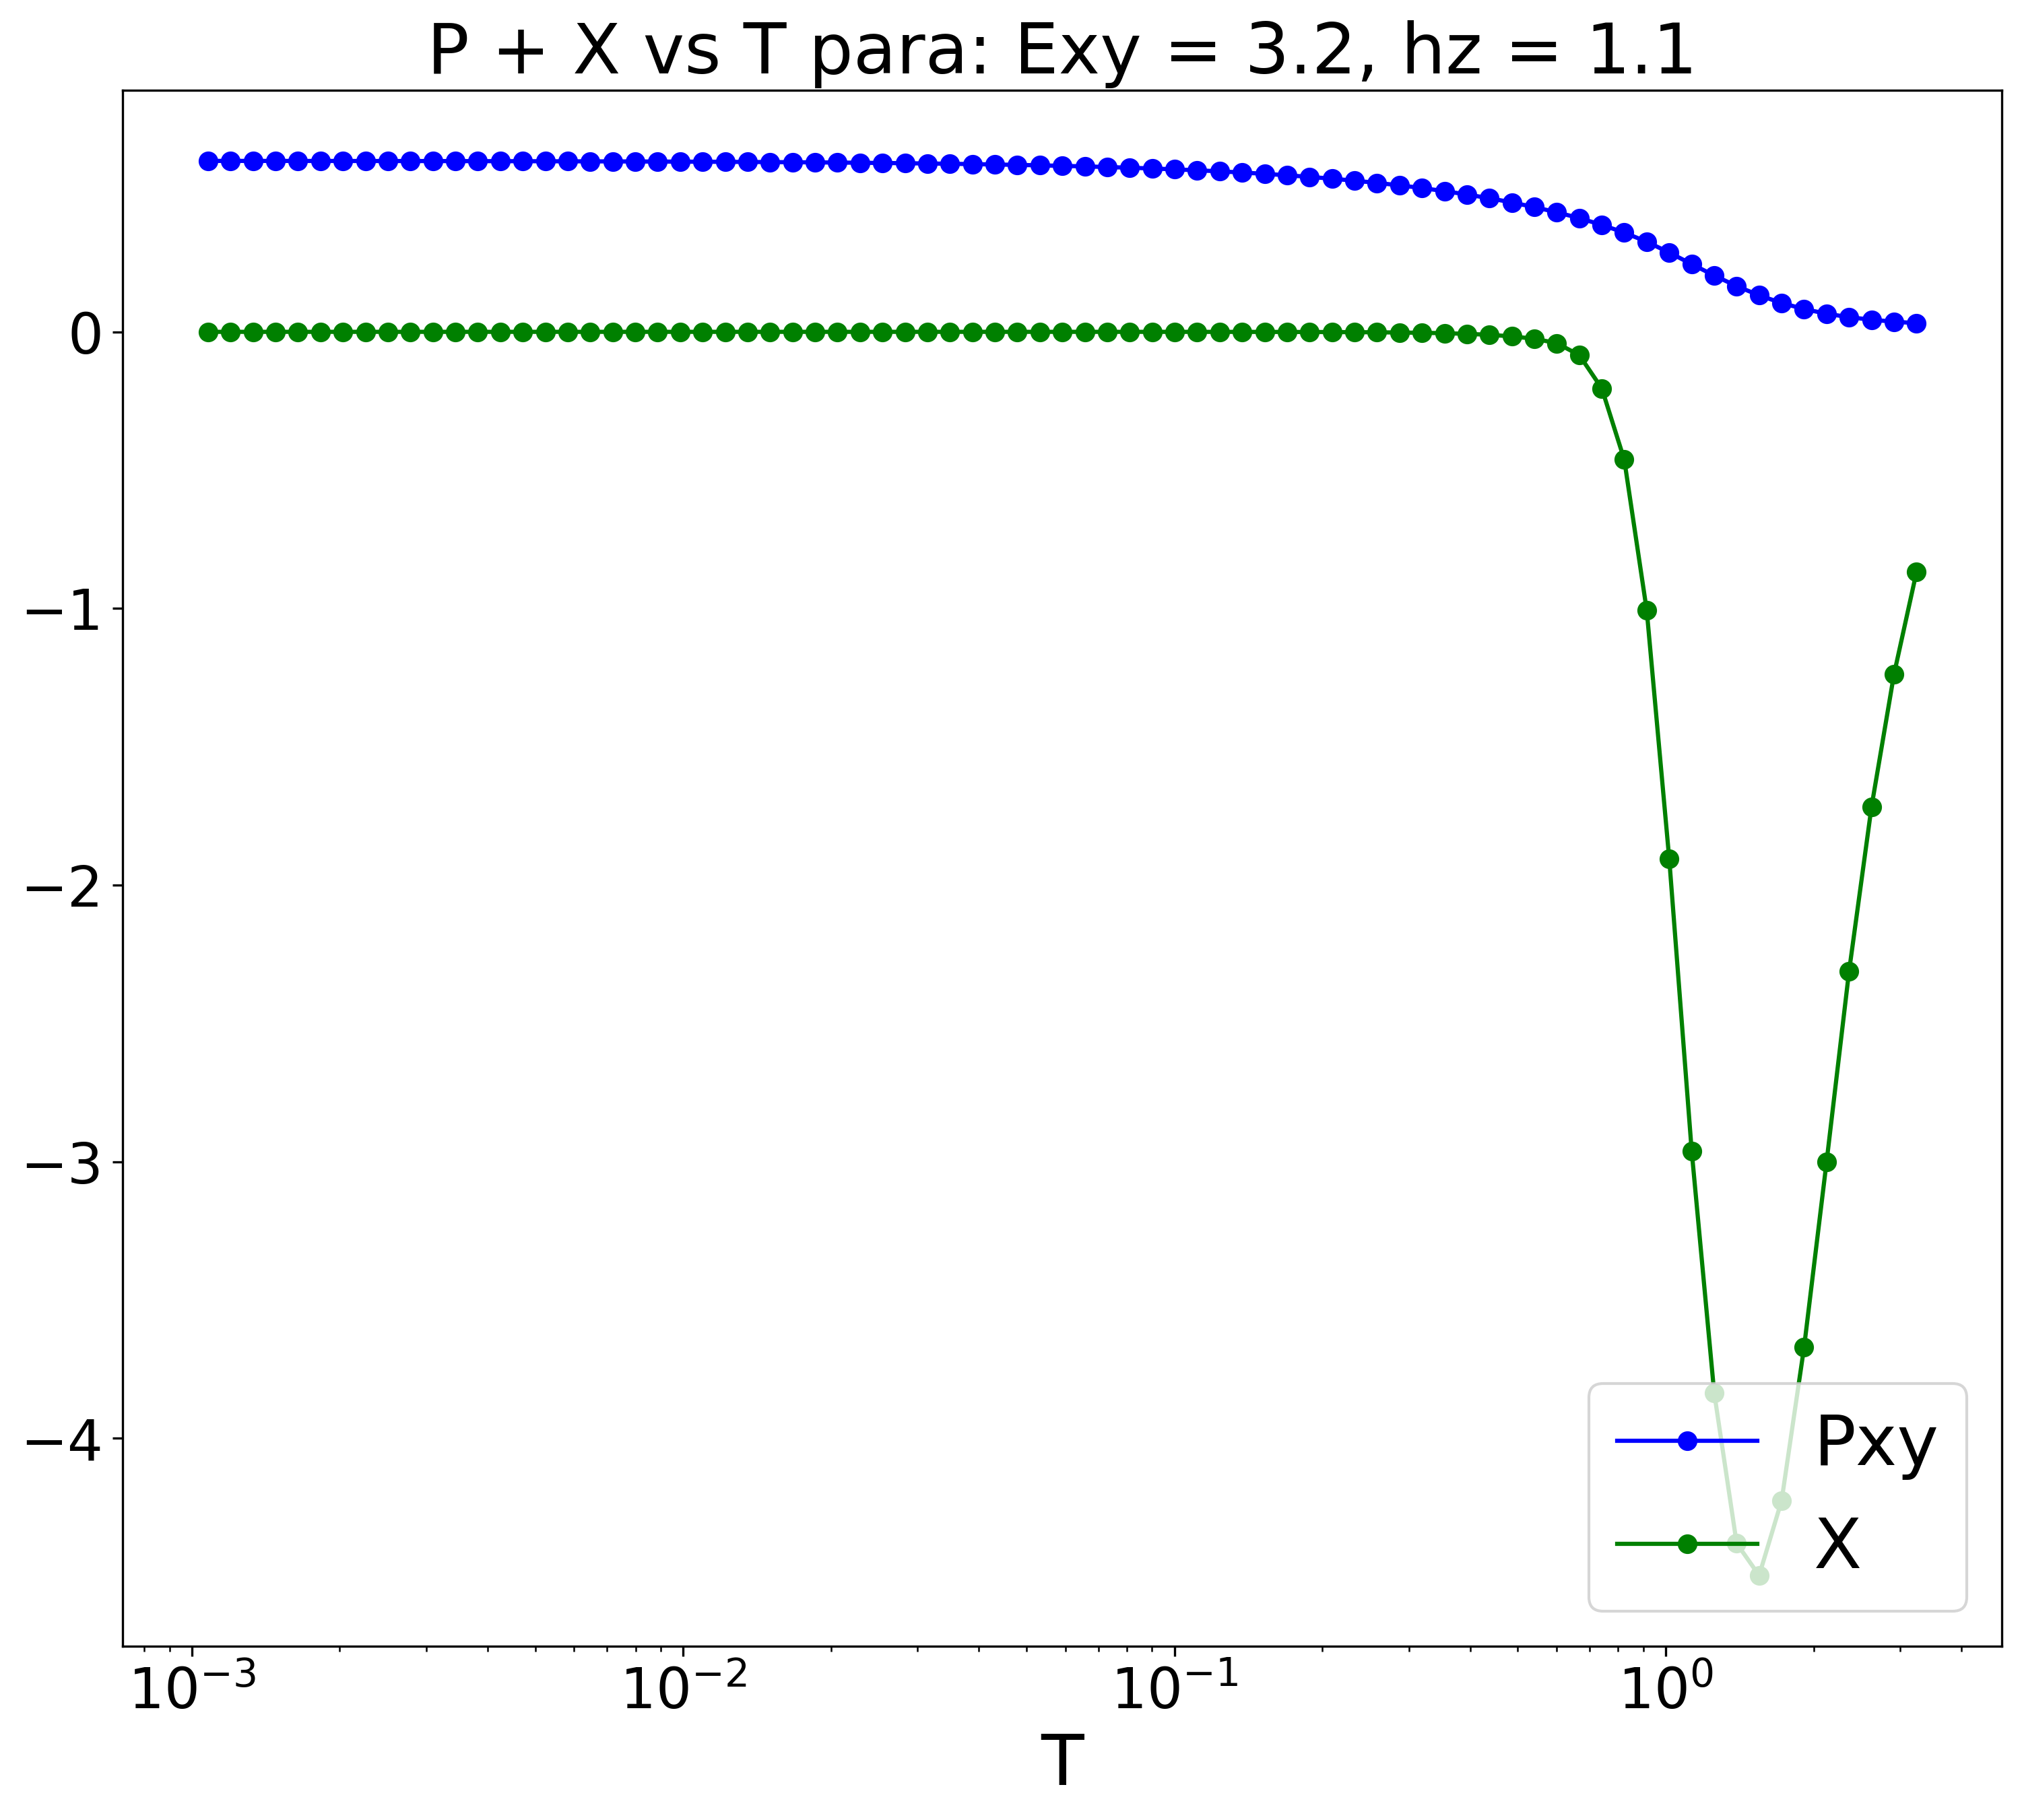 P + X vs T para: Exy = 3.2, hz = 1.1
0
−1
−2
−3
−4
Pxy
X
10⁻³ 10⁻² 10⁻¹ 10⁰
T